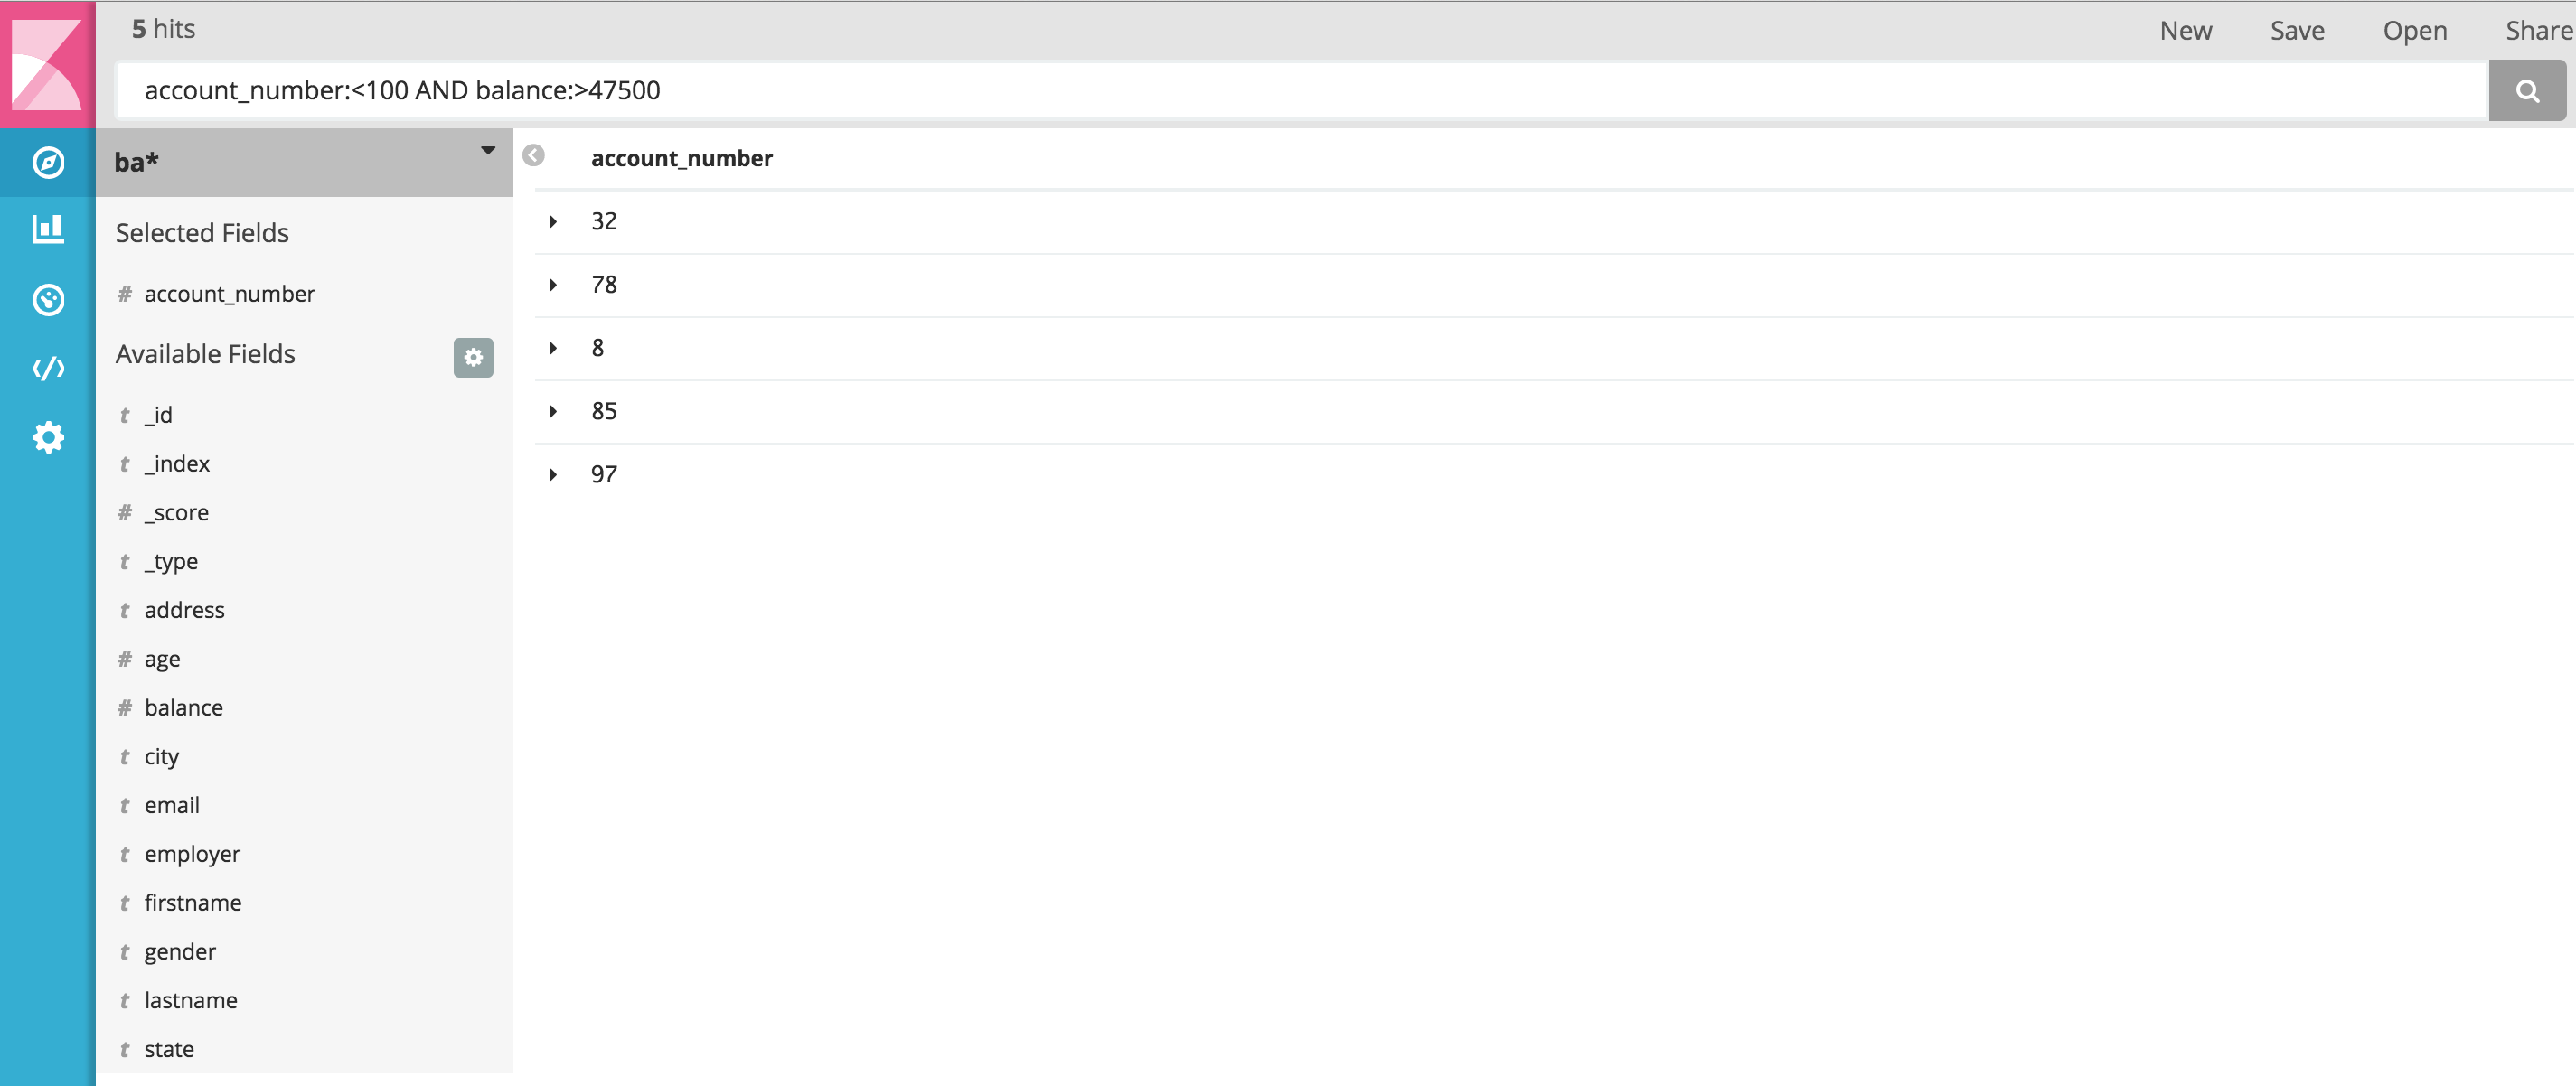 5 hits
New Save Open Share
account_number:<100 AND balance:>47500
ba*
Selected Fields
# account_number
Available Fields
t _id
t _index
# _score
t _type
t address
# age
# balance
t city
t email
t employer
t firstname
t gender
t lastname
t state
account_number
32
78
8
85
97